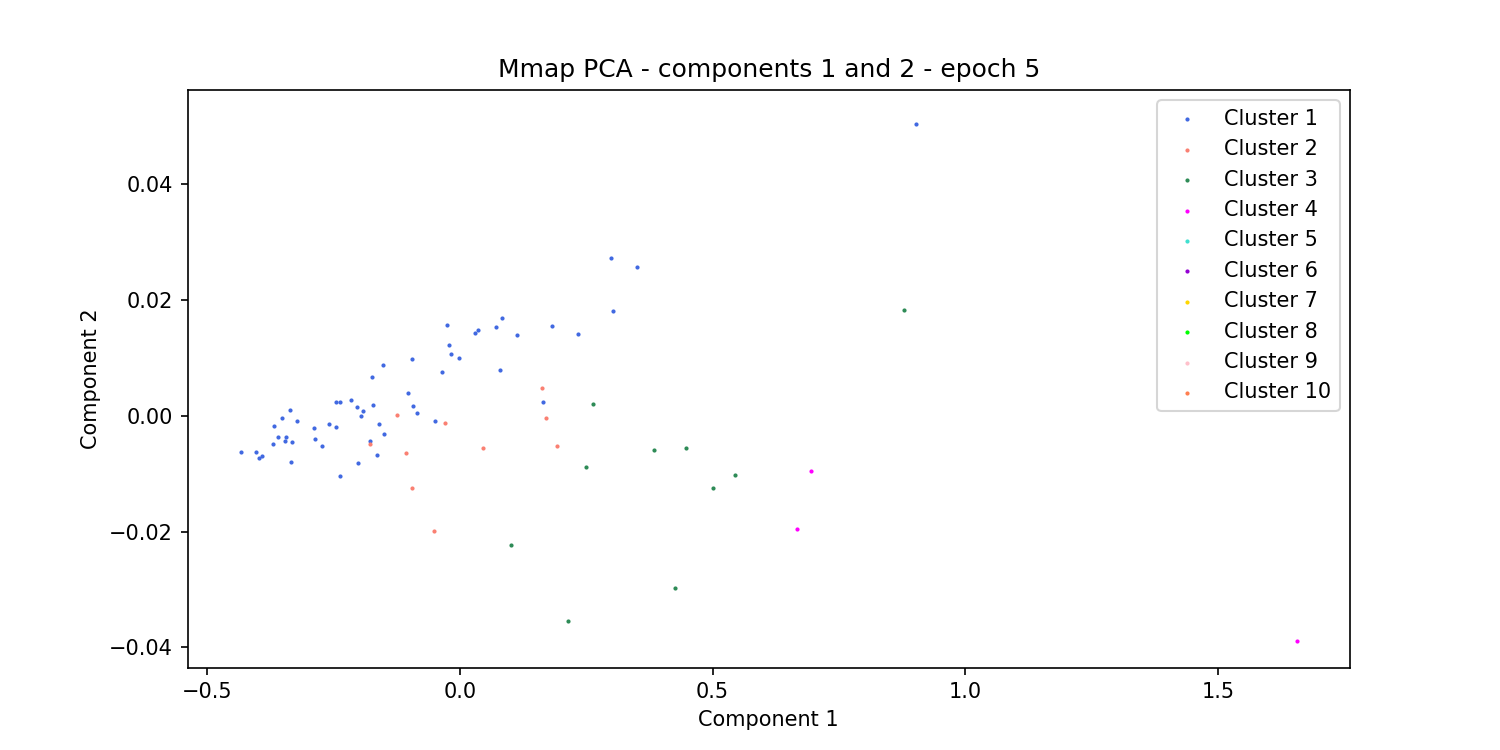 Mmap PCA - components 1 and 2 - epoch 5
Cluster 1
Cluster 2
Cluster 3
Cluster 4
Cluster 5
Cluster 6
Cluster 7
Cluster 8
Cluster 9
Cluster 10
Component 2
0.04
0.02
0.00
−0.02
−0.04
−0.5
0.0
0.5
1.0
1.5
Component 1